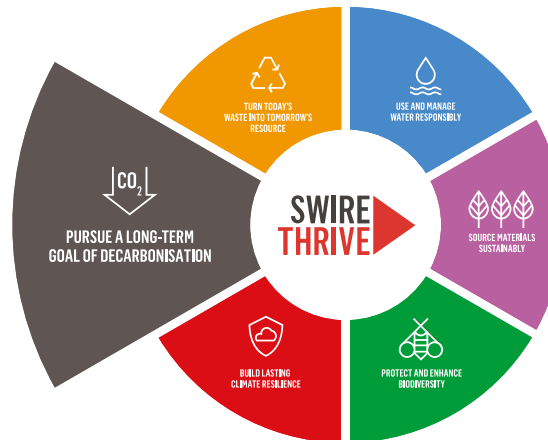 TURN TODAY'S
WASTE INTO TOMORROW'S
RESOURCE
USE AND MANAGE
WATER RESPONSIBLY
CO2
PURSUE A LONG-TERM
GOAL OF DECARBONISATION
SWIRE
THRIVE
SOURCE MATERIALS
SUSTAINABLY
BUILD LASTING
CLIMATE RESILIENCE
PROTECT AND ENHANCE
BIODIVERSITY